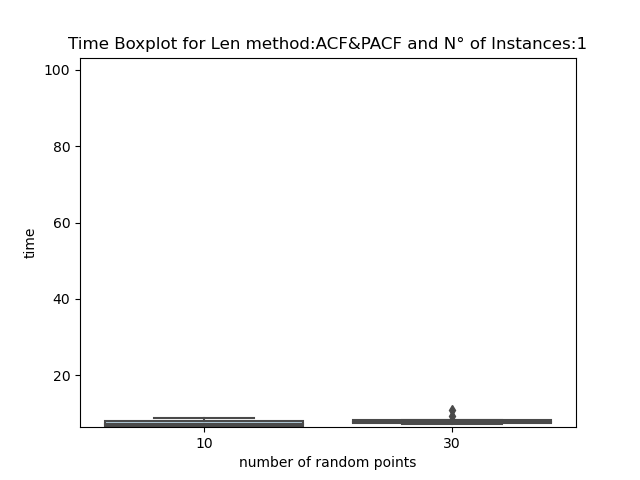 Time Boxplot for Len method:ACF&PACF and N° of Instances:1
100
80
60
40
20
time
10 30
number of random points